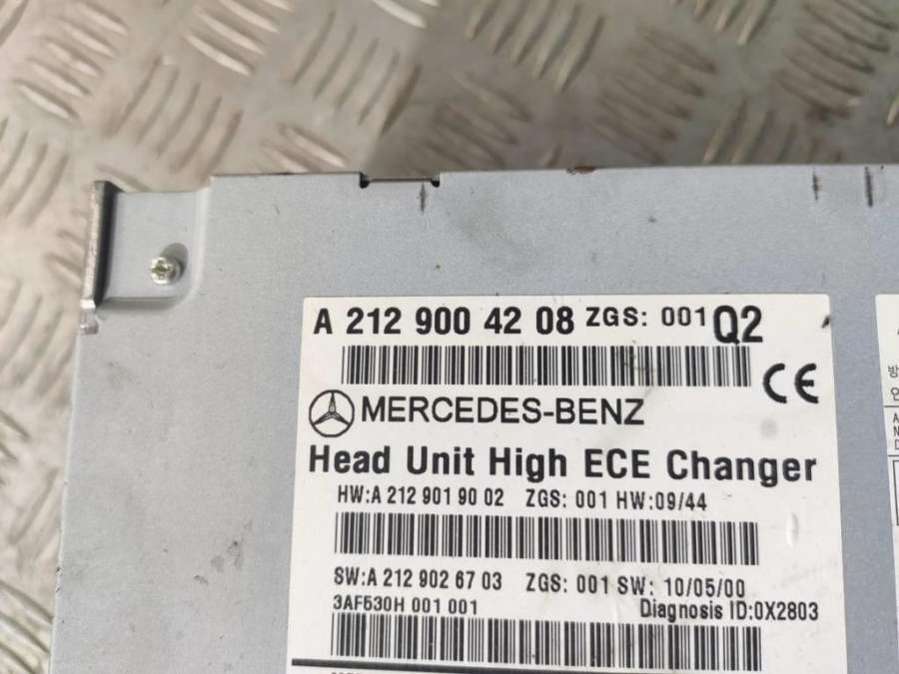 A 212 900 42 08 ZGS: 001 Q2
CE
MERCEDES-BENZ
Head Unit High ECE Changer
HW:A 212 901 90 02 ZGS: 001 HW:09/44
SW:A 212 902 67 03 ZGS: 001 SW: 10/05/00
3AF530H 001 001 Diagnosis ID:0X2803
방
인
A
N
D